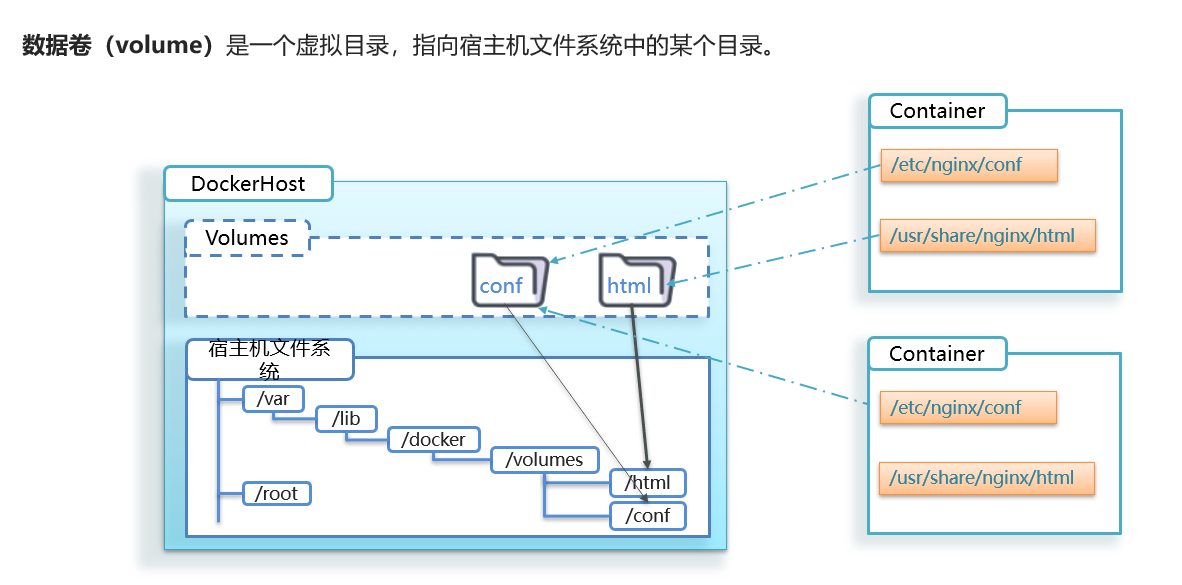 数据卷（volume）是一个虚拟目录，指向宿主机文件系统中的某个目录。
Container
/etc/nginx/conf
/usr/share/nginx/html
DockerHost
Volumes
conf
html
宿主机文件系
统
/var
/lib
/docker
/volumes
/html
/root
/conf
Container
/etc/nginx/conf
/usr/share/nginx/html